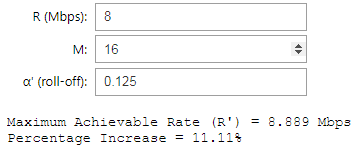 R (Mbps): 8
M: 16
α' (roll-off): 0.125
Maximum Achievable Rate (R') = 8.889 Mbps
Percentage Increase = 11.11%